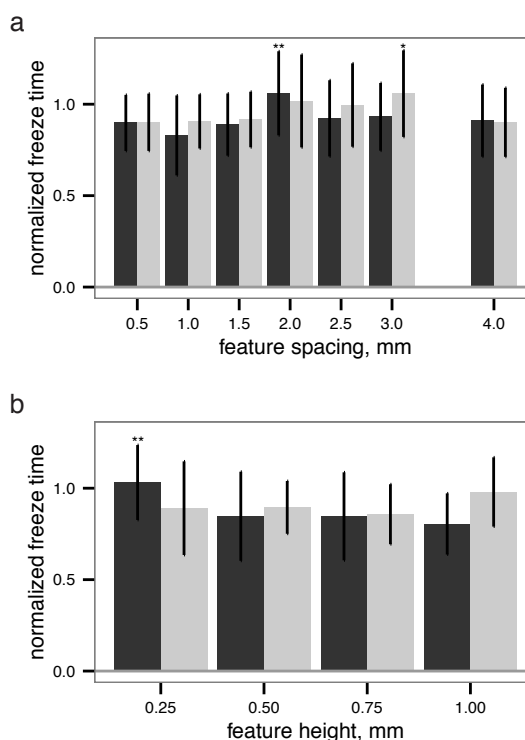 a
** *
1.0
0.5
0.0
normalized freeze time
0.5 1.0 1.5 2.0 2.5 3.0 4.0
feature spacing, mm
b
**
1.0
0.5
0.0
normalized freeze time
0.25 0.50 0.75 1.00
feature height, mm